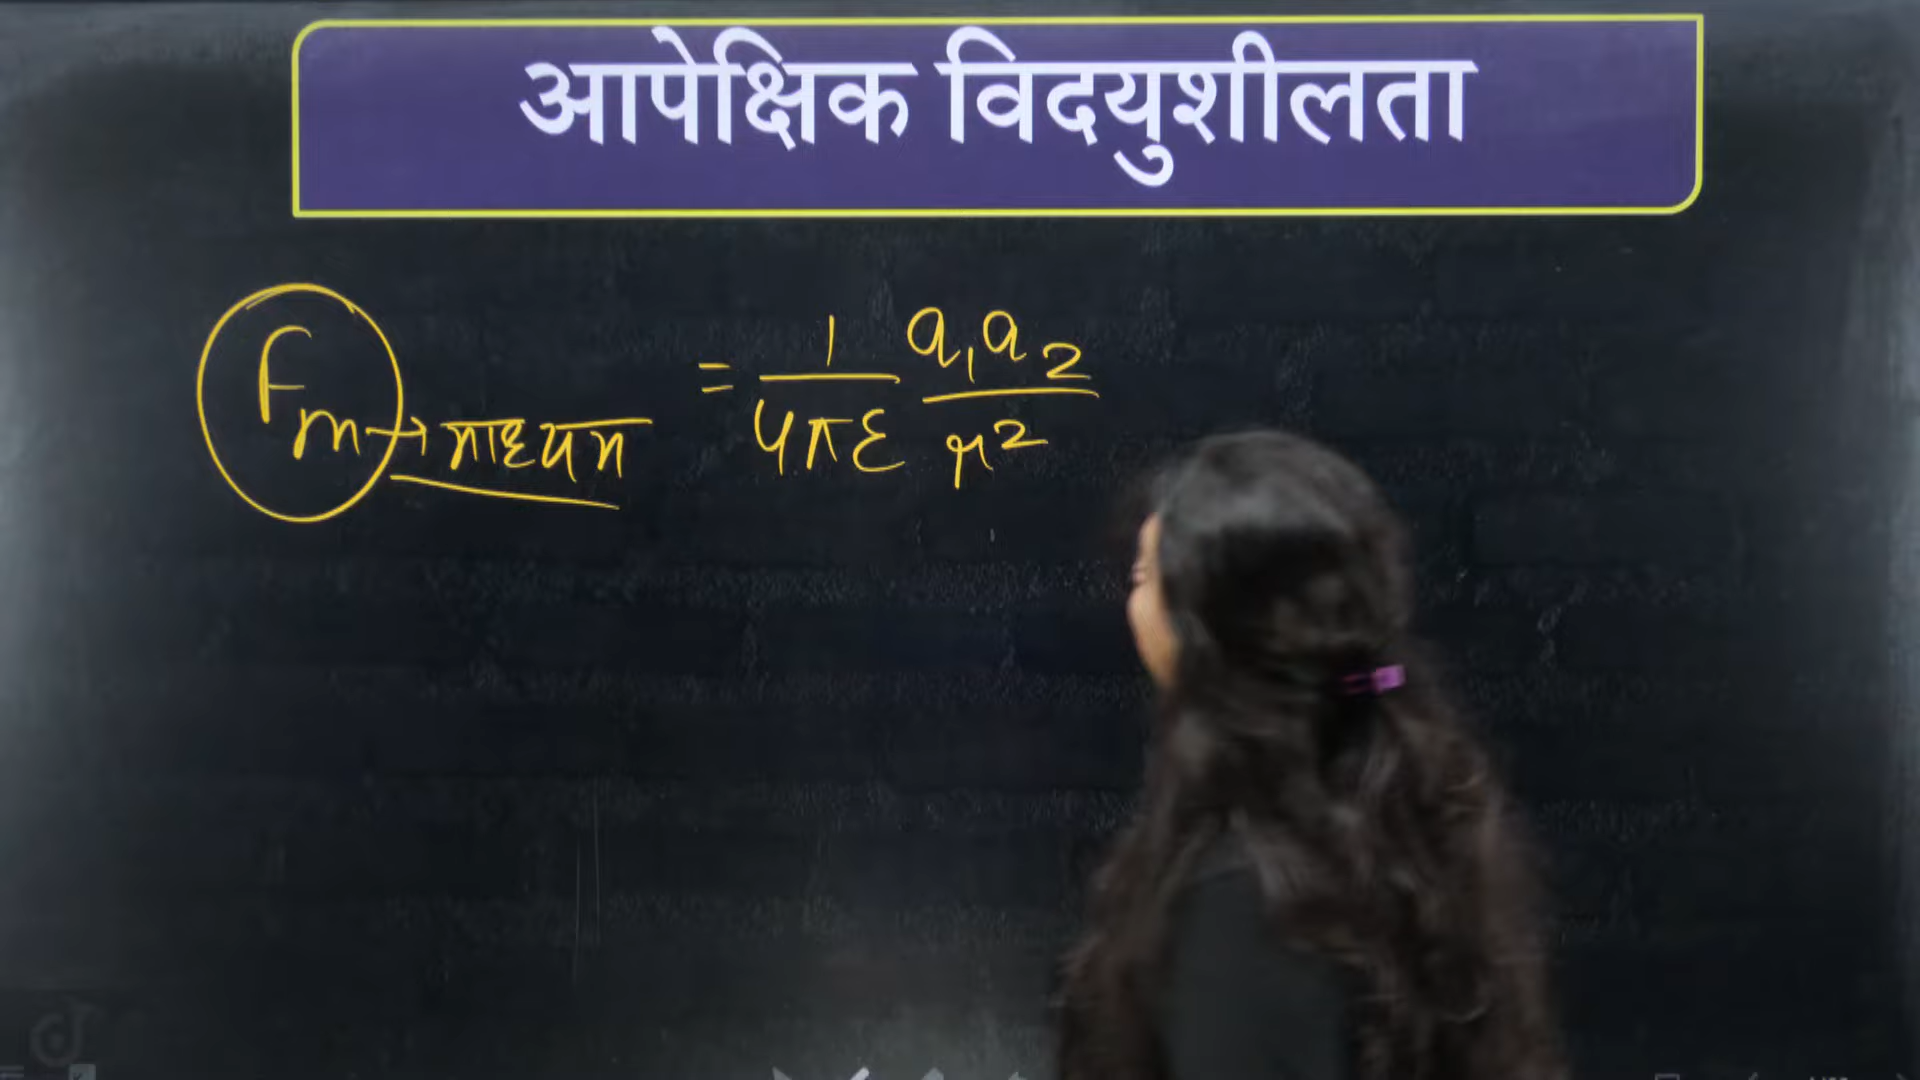 आपेक्षिक विदयुशीलता
Fm → माध्यम = 1/4πε q₁q₂/r²